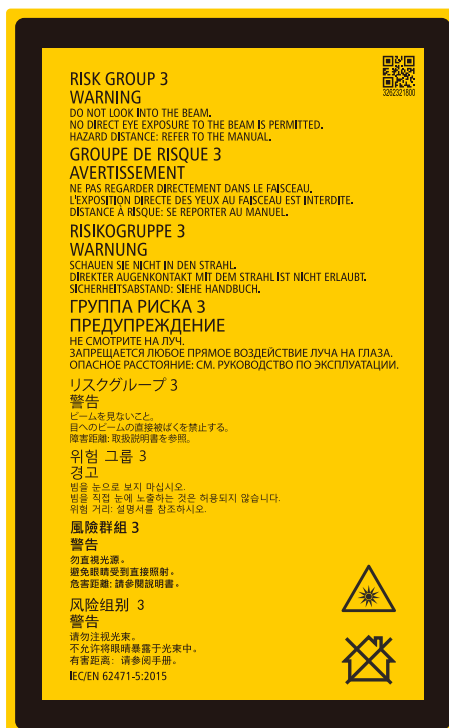 3262321800
RISK GROUP 3
WARNING
DO NOT LOOK INTO THE BEAM.
NO DIRECT EYE EXPOSURE TO THE BEAM IS PERMITTED.
HAZARD DISTANCE: REFER TO THE MANUAL.
GROUPE DE RISQUE 3
AVERTISSEMENT
NE PAS REGARDER DIRECTEMENT DANS LE FAISCEAU.
L'EXPOSITION DIRECTE DES YEUX AU FAISCEAU EST INTERDITE.
DISTANCE À RISQUE: SE REPORTER AU MANUEL.
RISIKOGRUPPE 3
WARNUNG
SCHAUEN SIE NICHT IN DEN STRAHL.
DIREKTER AUGENKONTAKT MIT DEM STRAHL IST NICHT ERLAUBT.
SICHERHEITSABSTAND: SIEHE HANDBUCH.
ГРУППА РИСКА 3
ПРЕДУПРЕЖДЕНИЕ
НЕ СМОТРИТЕ НА ЛУЧ.
ЗАПРЕЩАЕТСЯ ЛЮБОЕ ПРЯМОЕ ВОЗДЕЙСТВИЕ ЛУЧА НА ГЛАЗА.
ОПАСНОЕ РАССТОЯНИЕ: СМ. РУКОВОДСТВО ПО ЭКСПЛУАТАЦИИ.
リスクグループ 3
警告
ビームを見ないこと。
目へのビームの直接被ばくを禁止する。
障害距離: 取扱説明書を参照。
위험 그룹 3
경고
빔을 눈으로 보지 마십시오.
빔을 직접 눈에 노출하는 것은 허용되지 않습니다.
위험 거리: 설명서를 참조하시오.
風險群組 3
警告
勿直視光源。
避免眼睛受到直接照射。
危害距離: 請參閱說明書。
风险组别 3
警告
请勿注视光束。
不允许将眼睛暴露于光束中。
有害距离: 请参阅手册。
IEC/EN 62471-5:2015